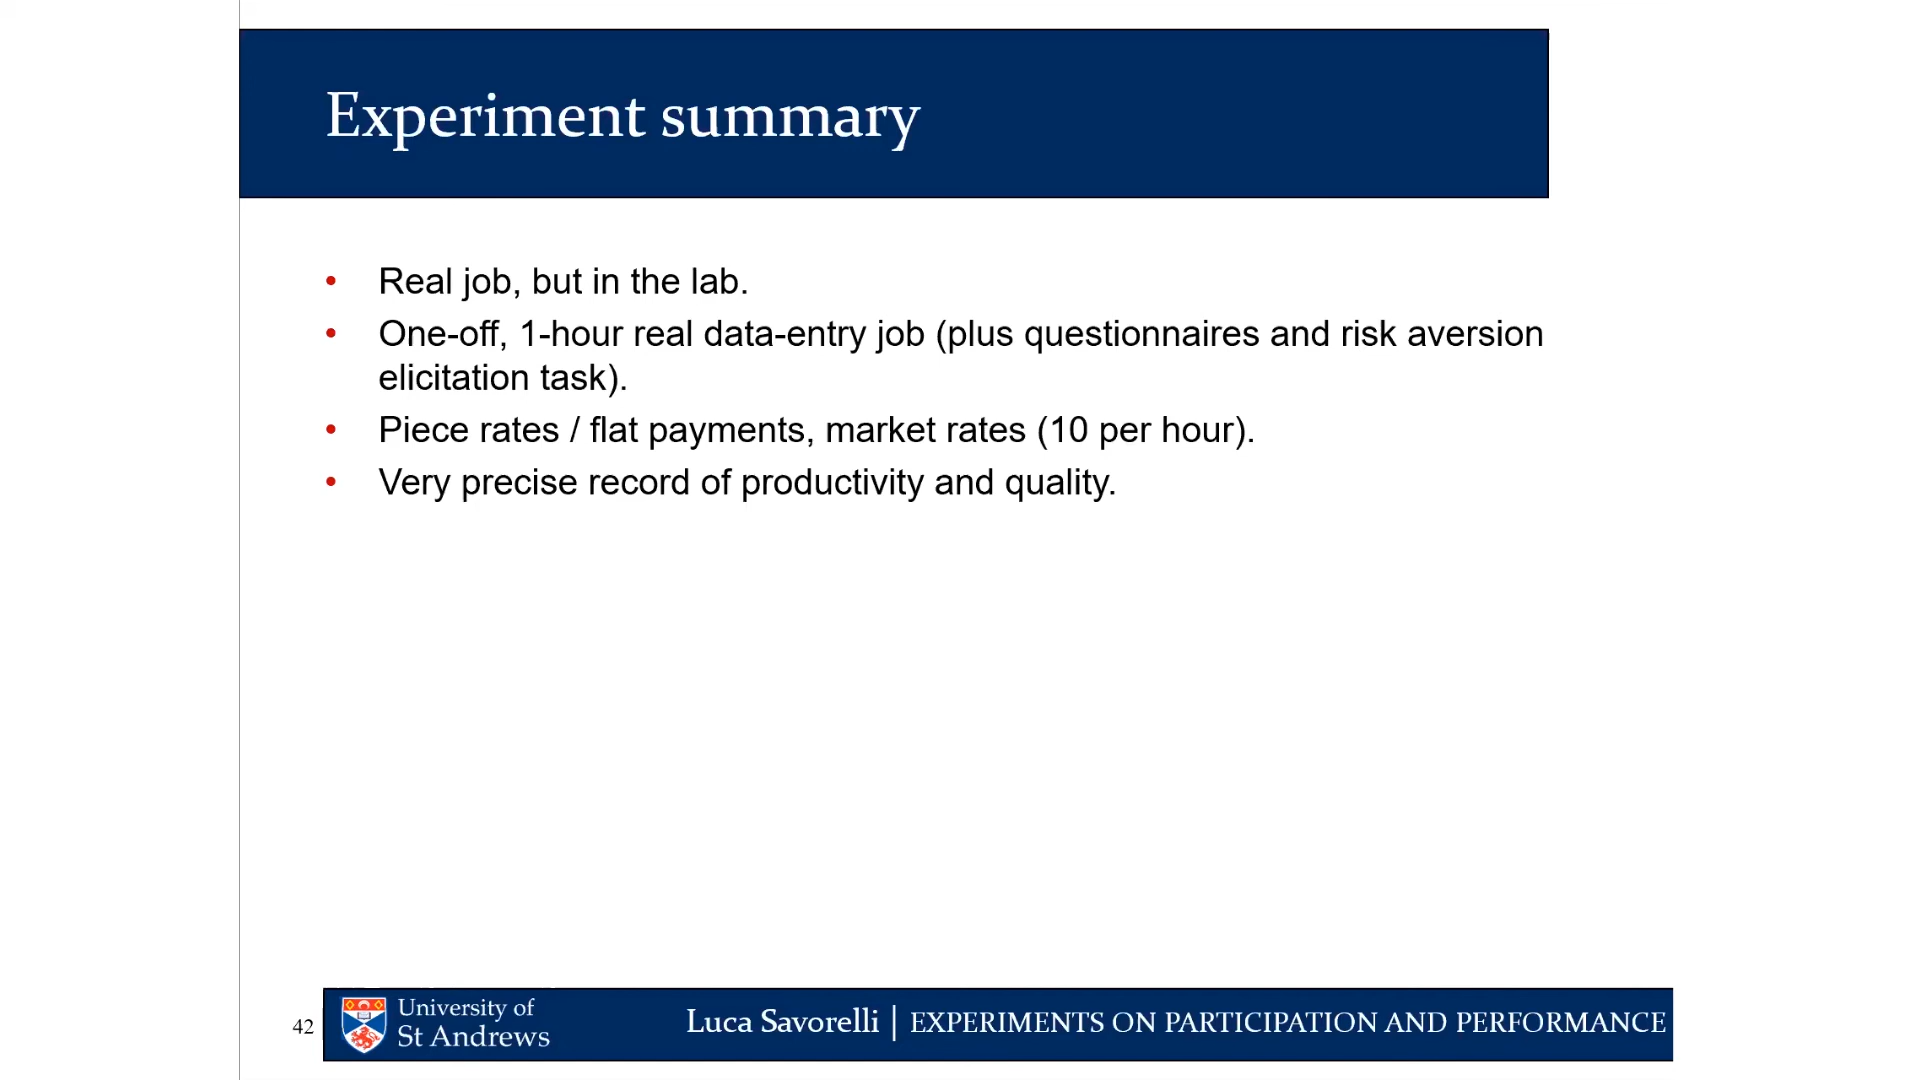 Experiment summary
• Real job, but in the lab.
• One-off, 1-hour real data-entry job (plus questionnaires and risk aversion
elicitation task).
• Piece rates / flat payments, market rates (10 per hour).
• Very precise record of productivity and quality.
42
University of
St Andrews
Luca Savorelli | EXPERIMENTS ON PARTICIPATION AND PERFORMANCE